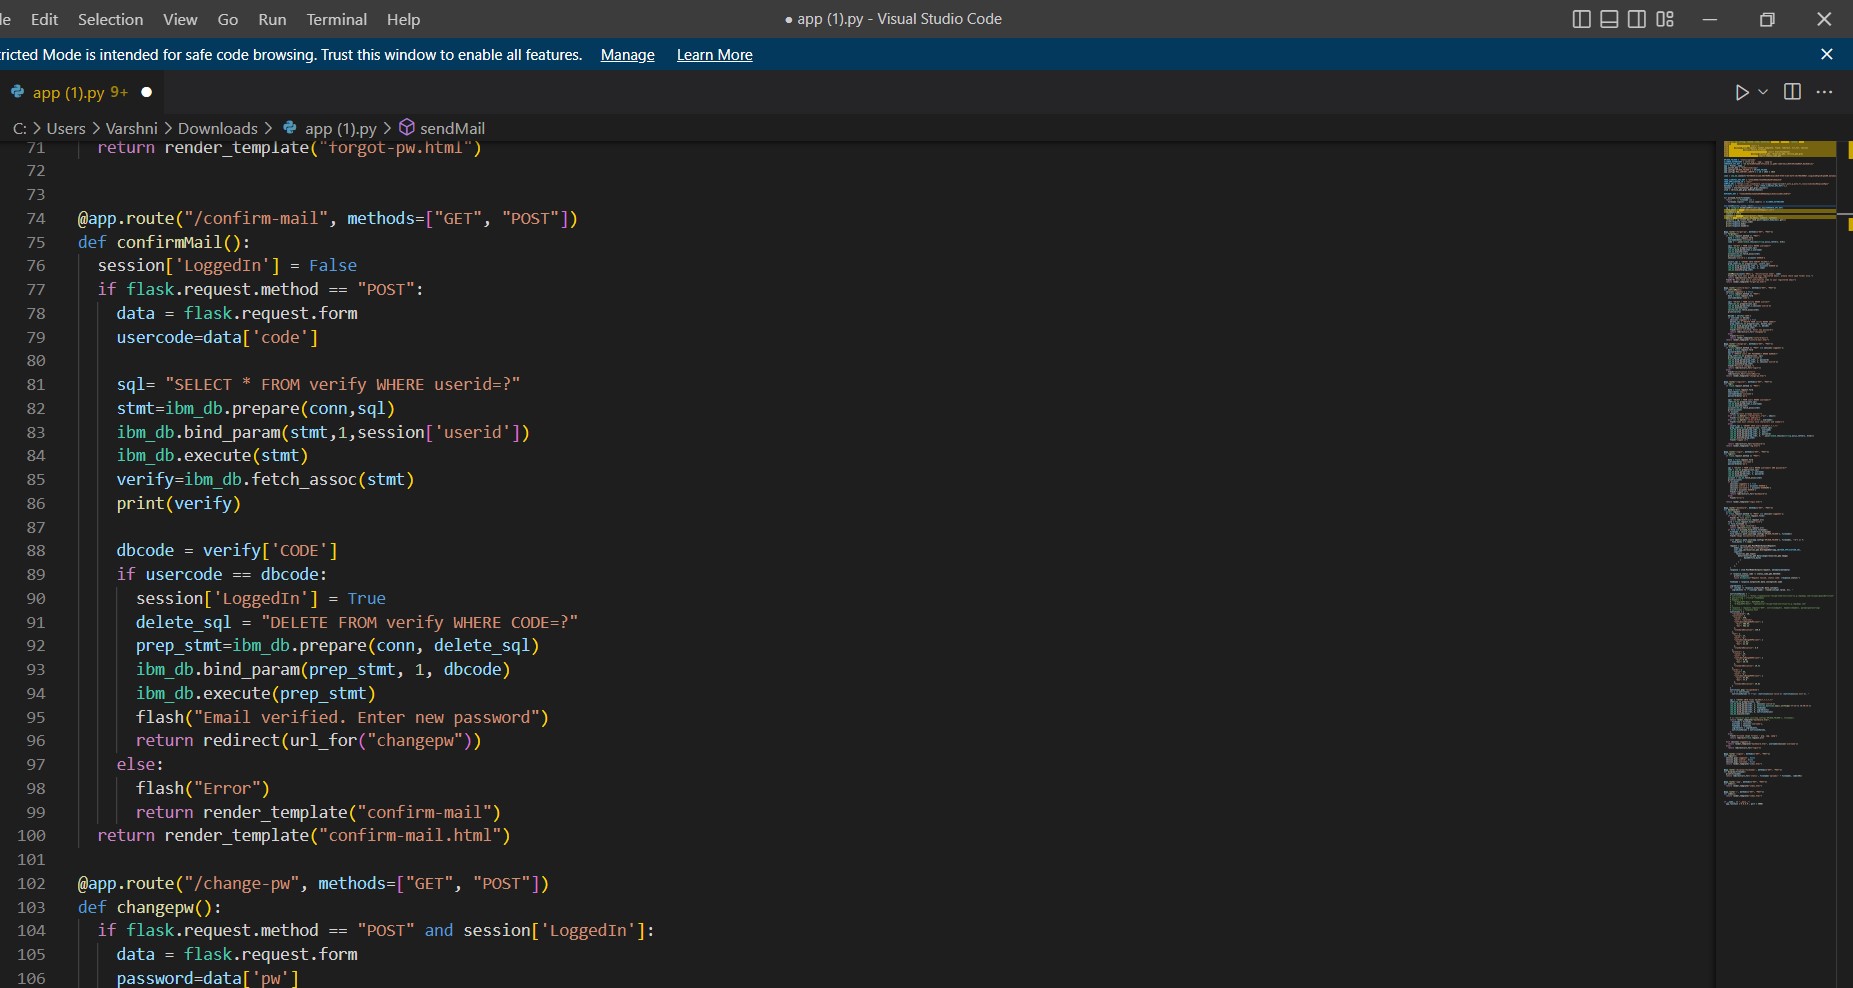 le Edit Selection View Go Run Terminal Help ● app (1).py - Visual Studio Code
ricted Mode is intended for safe code browsing. Trust this window to enable all features. Manage Learn More
app (1).py 9+
C: > Users > Varshni > Downloads > app (1).py > sendMail
71 return render_template("forgot-pw.html")
72
73
74 @app.route("/confirm-mail", methods=["GET", "POST"])
75 def confirmMail():
76   session['LoggedIn'] = False
77   if flask.request.method == "POST":
78     data = flask.request.form
79     usercode=data['code']
80
81     sql= "SELECT * FROM verify WHERE userid=?"
82     stmt=ibm_db.prepare(conn,sql)
83     ibm_db.bind_param(stmt,1,session['userid'])
84     ibm_db.execute(stmt)
85     verify=ibm_db.fetch_assoc(stmt)
86     print(verify)
87
88     dbcode = verify['CODE']
89     if usercode == dbcode:
90       session['LoggedIn'] = True
91       delete_sql = "DELETE FROM verify WHERE CODE=?"
92       prep_stmt=ibm_db.prepare(conn, delete_sql)
93       ibm_db.bind_param(prep_stmt, 1, dbcode)
94       ibm_db.execute(prep_stmt)
95       flash("Email verified. Enter new password")
96       return redirect(url_for("changepw"))
97     else:
98       flash("Error")
99       return render_template("confirm-mail")
100   return render_template("confirm-mail.html")
101
102 @app.route("/change-pw", methods=["GET", "POST"])
103 def changepw():
104   if flask.request.method == "POST" and session['LoggedIn']:
105     data = flask.request.form
106     password=data['pw']